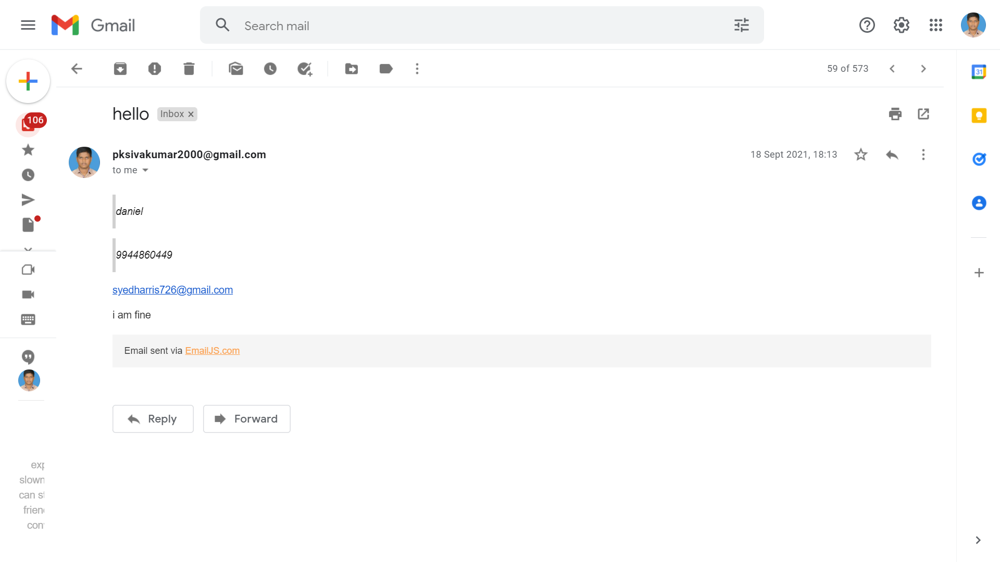 Gmail
Search mail
59 of 573
106
hello
Inbox ×
pksivakumar2000@gmail.com
18 Sept 2021, 18:13
to me
daniel
9944860449
syedharris726@gmail.com
i am fine
Email sent via EmailJS.com
Reply
Forward
exp
slown
can st
frien
con
31